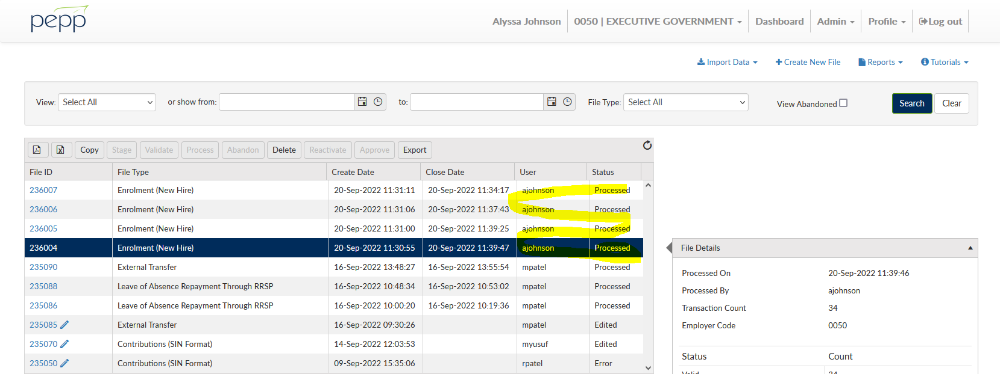 pepp
Alyssa Johnson 0050 | EXECUTIVE GOVERNMENT Dashboard Admin Profile Log out
Import Data Create New File Reports Tutorials
View: Select All or show from: to: File Type: Select All View Abandoned Search Clear
Copy Stage Validate Process Abandon Delete Reactivate Approve Export
File ID File Type Create Date Close Date User Status
236007 Enrolment (New Hire) 20-Sep-2022 11:31:11 20-Sep-2022 11:34:17 ajohnson Processed
236006 Enrolment (New Hire) 20-Sep-2022 11:31:06 20-Sep-2022 11:37:43 ajohnson Processed
236005 Enrolment (New Hire) 20-Sep-2022 11:31:00 20-Sep-2022 11:39:25 ajohnson Processed
236004 Enrolment (New Hire) 20-Sep-2022 11:30:55 20-Sep-2022 11:39:47 ajohnson Processed
235090 External Transfer 16-Sep-2022 13:48:27 16-Sep-2022 13:55:54 mpatel Processed
235088 Leave of Absence Repayment Through RRSP 16-Sep-2022 10:48:34 16-Sep-2022 10:53:02 mpatel Processed
235086 Leave of Absence Repayment Through RRSP 16-Sep-2022 10:00:20 16-Sep-2022 10:19:36 mpatel Processed
235085 External Transfer 16-Sep-2022 09:30:26 mpatel Edited
235070 Contributions (SIN Format) 14-Sep-2022 12:03:53 myusuf Edited
235050 Contributions (SIN Format) 09-Sep-2022 15:35:06 rpatel Error
File Details
Processed On 20-Sep-2022 11:39:46
Processed By ajohnson
Transaction Count 34
Employer Code 0050
Status Count
Valid 34